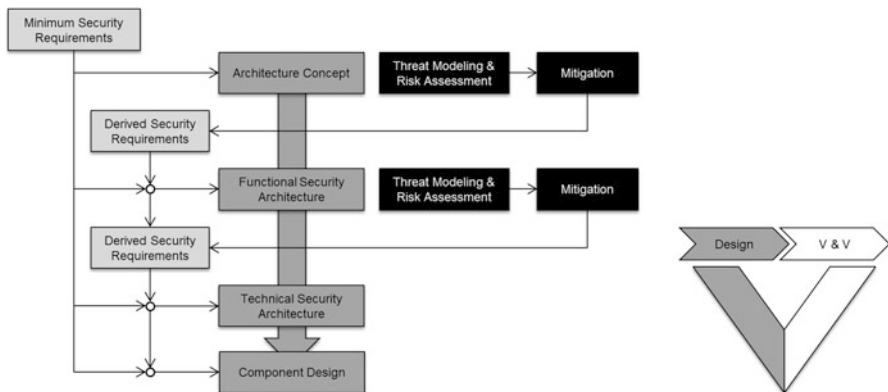 Minimum Security
Requirements
Architecture Concept
Threat Modeling &
Risk Assessment
Mitigation
Derived Security
Requirements
Functional Security
Architecture
Threat Modeling &
Risk Assessment
Mitigation
Derived Security
Requirements
Technical Security
Architecture
Component Design
Design
V & V